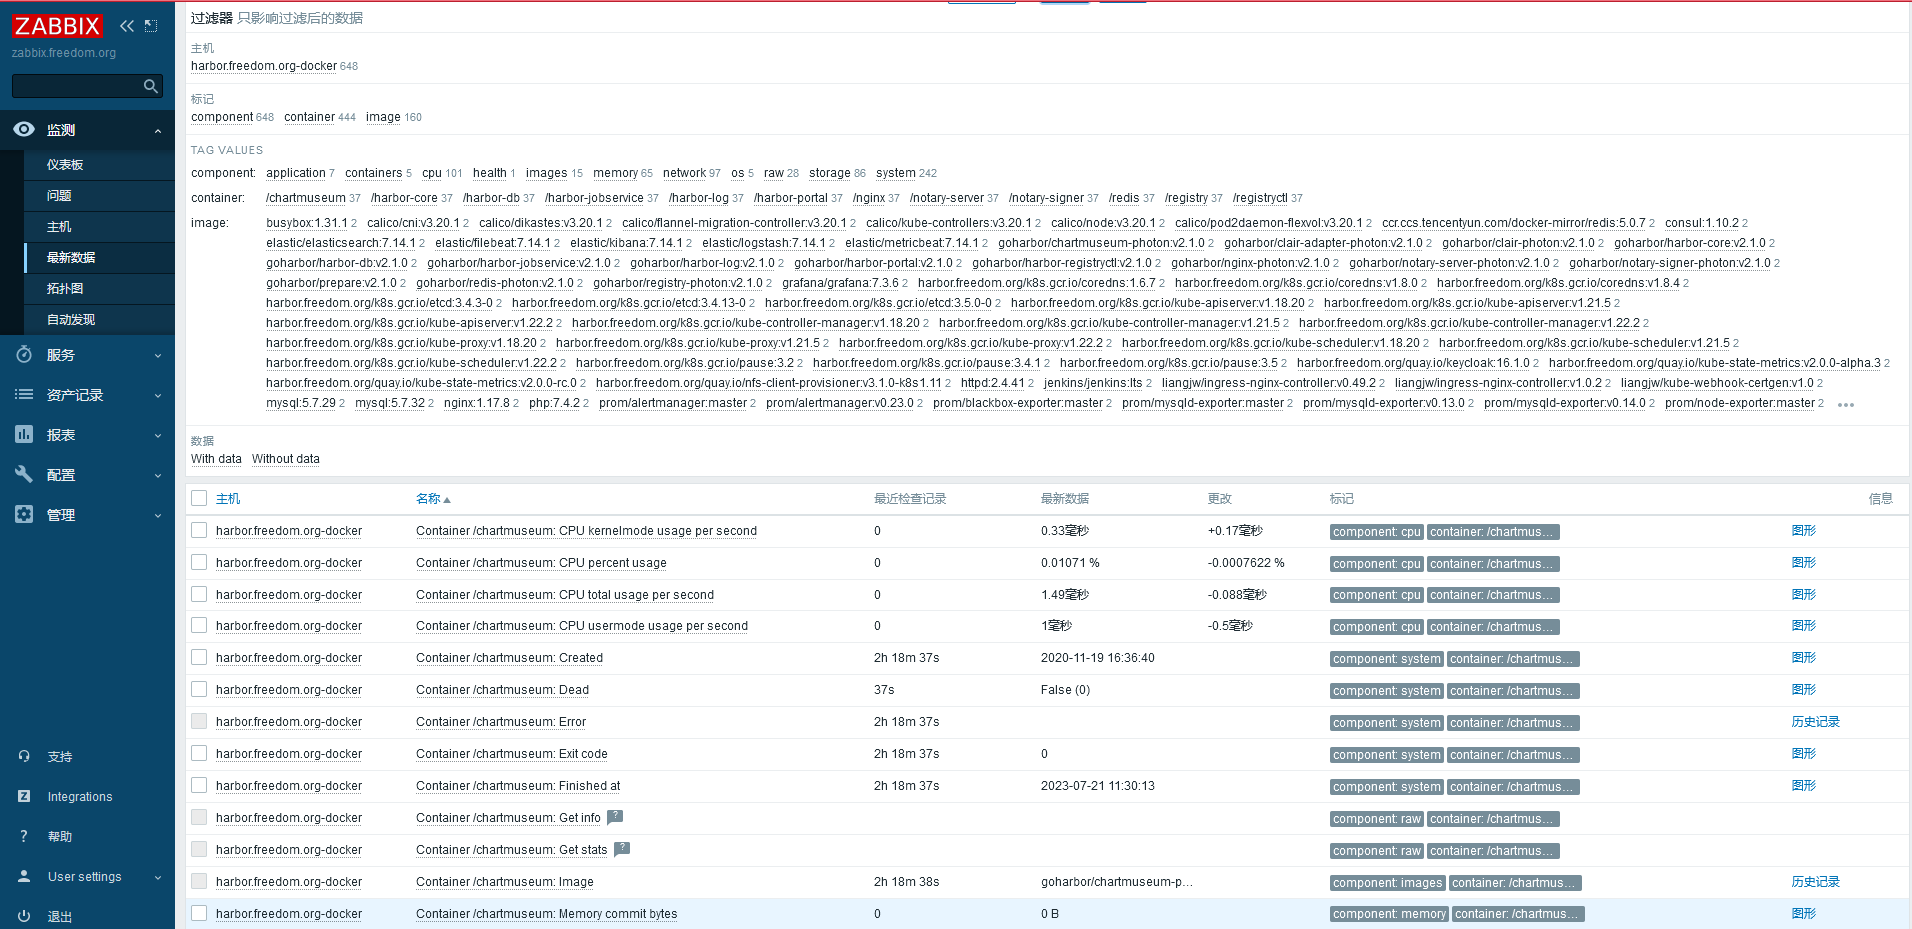 ZABBIX
zabbix.freedom.org
监测
仪表板
问题
主机
最新数据
拓扑图
自动发现
服务
资产记录
报表
配置
管理
支持
Integrations
帮助
User settings
退出
过滤器 只影响过滤后的数据
主机
harbor.freedom.org-docker 648
标记
component 648 container 444 image 160
TAG VALUES
component: application 7 containers 5 cpu 101 health 1 images 15 memory 65 network 97 os 5 raw 28 storage 86 system 242
container: /chartmuseum 37 /harbor-core 37 /harbor-db 37 /harbor-jobservice 37 /harbor-log 37 /harbor-portal 37 /nginx 37 /notary-server 37 /notary-signer 37 /redis 37 /registry 37 /registryctl 37
image: busybox:1.31.1 2 calico/cni:v3.20.1 2 calico/dikastes:v3.20.1 2 calico/flannel-migration-controller:v3.20.1 2 calico/kube-controllers:v3.20.1 2 calico/node:v3.20.1 2 calico/pod2daemon-flexvol:v3.20.1 2 ccr.ccs.tencentyun.com/docker-mirror/redis:5.0.7 2 consul:1.10.2 2
elastic/elasticsearch:7.14.1 2 elastic/filebeat:7.14.1 2 elastic/kibana:7.14.1 2 elastic/logstash:7.14.1 2 elastic/metricbeat:7.14.1 2 goharbor/chartmuseum-photon:v2.1.0 2 goharbor/clair-adapter-photon:v2.1.0 2 goharbor/clair-photon:v2.1.0 2 goharbor/harbor-core:v2.1.0 2
goharbor/harbor-db:v2.1.0 2 goharbor/harbor-jobservice:v2.1.0 2 goharbor/harbor-log:v2.1.0 2 goharbor/harbor-portal:v2.1.0 2 goharbor/harbor-registryctl:v2.1.0 2 goharbor/nginx-photon:v2.1.0 2 goharbor/notary-server-photon:v2.1.0 2 goharbor/notary-signer-photon:v2.1.0 2
goharbor/prepare:v2.1.0 2 goharbor/redis-photon:v2.1.0 2 goharbor/registry-photon:v2.1.0 2 grafana/grafana:7.3.6 2 harbor.freedom.org/k8s.gcr.io/coredns:1.6.7 2 harbor.freedom.org/k8s.gcr.io/coredns:v1.8.0 2 harbor.freedom.org/k8s.gcr.io/coredns:v1.8.4 2
harbor.freedom.org/k8s.gcr.io/etcd:3.4.3-0 2 harbor.freedom.org/k8s.gcr.io/etcd:3.4.13-0 2 harbor.freedom.org/k8s.gcr.io/etcd:3.5.0-0 2 harbor.freedom.org/k8s.gcr.io/kube-apiserver:v1.18.20 2 harbor.freedom.org/k8s.gcr.io/kube-apiserver:v1.21.5 2
harbor.freedom.org/k8s.gcr.io/kube-apiserver:v1.22.2 2 harbor.freedom.org/k8s.gcr.io/kube-controller-manager:v1.18.20 2 harbor.freedom.org/k8s.gcr.io/kube-controller-manager:v1.21.5 2 harbor.freedom.org/k8s.gcr.io/kube-controller-manager:v1.22.2 2
harbor.freedom.org/k8s.gcr.io/kube-proxy:v1.18.20 2 harbor.freedom.org/k8s.gcr.io/kube-proxy:v1.21.5 2 harbor.freedom.org/k8s.gcr.io/kube-proxy:v1.22.2 2 harbor.freedom.org/k8s.gcr.io/kube-scheduler:v1.18.20 2 harbor.freedom.org/k8s.gcr.io/kube-scheduler:v1.21.5 2
harbor.freedom.org/k8s.gcr.io/kube-scheduler:v1.22.2 2 harbor.freedom.org/k8s.gcr.io/pause:3.2 2 harbor.freedom.org/k8s.gcr.io/pause:3.4.1 2 harbor.freedom.org/k8s.gcr.io/pause:3.5 2 harbor.freedom.org/quay.io/keycloak:16.1.0 2 harbor.freedom.org/quay.io/kube-state-metrics:v2.0.0-alpha.3 2
harbor.freedom.org/quay.io/kube-state-metrics:v2.0.0-rc.0 2 harbor.freedom.org/quay.io/nfs-client-provisioner:v3.1.0-k8s1.11 2 httpd:2.4.41 2 jenkins/jenkins:lts 2 liangjw/ingress-nginx-controller:v0.49.2 2 liangjw/ingress-nginx-controller:v1.0.2 2 liangjw/kube-webhook-certgen:v1.0 2
mysql:5.7.29 2 mysql:5.7.32 2 nginx:1.17.8 2 php:7.4.2 2 prom/alertmanager:master 2 prom/alertmanager:v0.23.0 2 prom/blackbox-exporter:master 2 prom/mysqld-exporter:master 2 prom/mysqld-exporter:v0.13.0 2 prom/mysqld-exporter:v0.14.0 2 prom/node-exporter:master 2 •••
数据
With data Without data
主机 名称 最近检查记录 最新数据 更改 标记 信息
harbor.freedom.org-docker Container /chartmuseum: CPU kernelmode usage per second 0 0.33毫秒 +0.17毫秒 component: cpu container: /chartmus... 图形
harbor.freedom.org-docker Container /chartmuseum: CPU percent usage 0 0.01071 % -0.0007622 % component: cpu container: /chartmus... 图形
harbor.freedom.org-docker Container /chartmuseum: CPU total usage per second 0 1.49毫秒 -0.088毫秒 component: cpu container: /chartmus... 图形
harbor.freedom.org-docker Container /chartmuseum: CPU usermode usage per second 0 1毫秒 -0.5毫秒 component: cpu container: /chartmus... 图形
harbor.freedom.org-docker Container /chartmuseum: Created 2h 18m 37s 2020-11-19 16:36:40 component: system container: /chartmus... 图形
harbor.freedom.org-docker Container /chartmuseum: Dead 37s False (0) component: system container: /chartmus... 图形
harbor.freedom.org-docker Container /chartmuseum: Error 2h 18m 37s component: system container: /chartmus... 历史记录
harbor.freedom.org-docker Container /chartmuseum: Exit code 2h 18m 37s 0 component: system container: /chartmus... 图形
harbor.freedom.org-docker Container /chartmuseum: Finished at 2h 18m 37s 2023-07-21 11:30:13 component: system container: /chartmus... 图形
harbor.freedom.org-docker Container /chartmuseum: Get info ? component: raw container: /chartmus...
harbor.freedom.org-docker Container /chartmuseum: Get stats ? component: raw container: /chartmus...
harbor.freedom.org-docker Container /chartmuseum: Image 2h 18m 38s goharbor/chartmuseum-p... component: images container: /chartmus... 历史记录
harbor.freedom.org-docker Container /chartmuseum: Memory commit bytes 0 0 B component: memory container: /chartmus... 图形